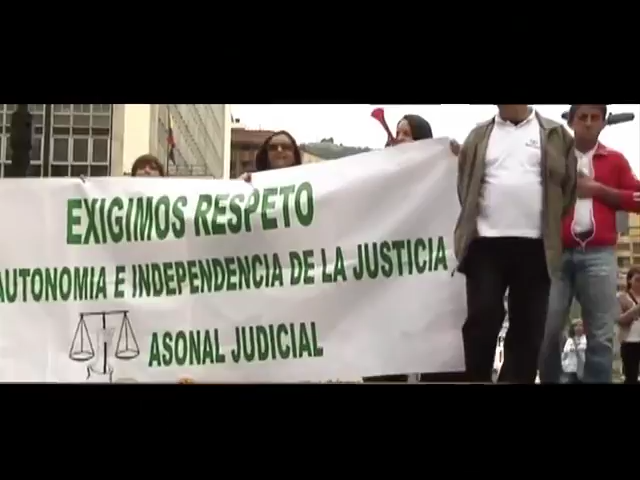 EXIGIMOS RESPETO
AUTONOMIA E INDEPENDENCIA DE LA JUSTICIA
ASONAL JUDICIAL